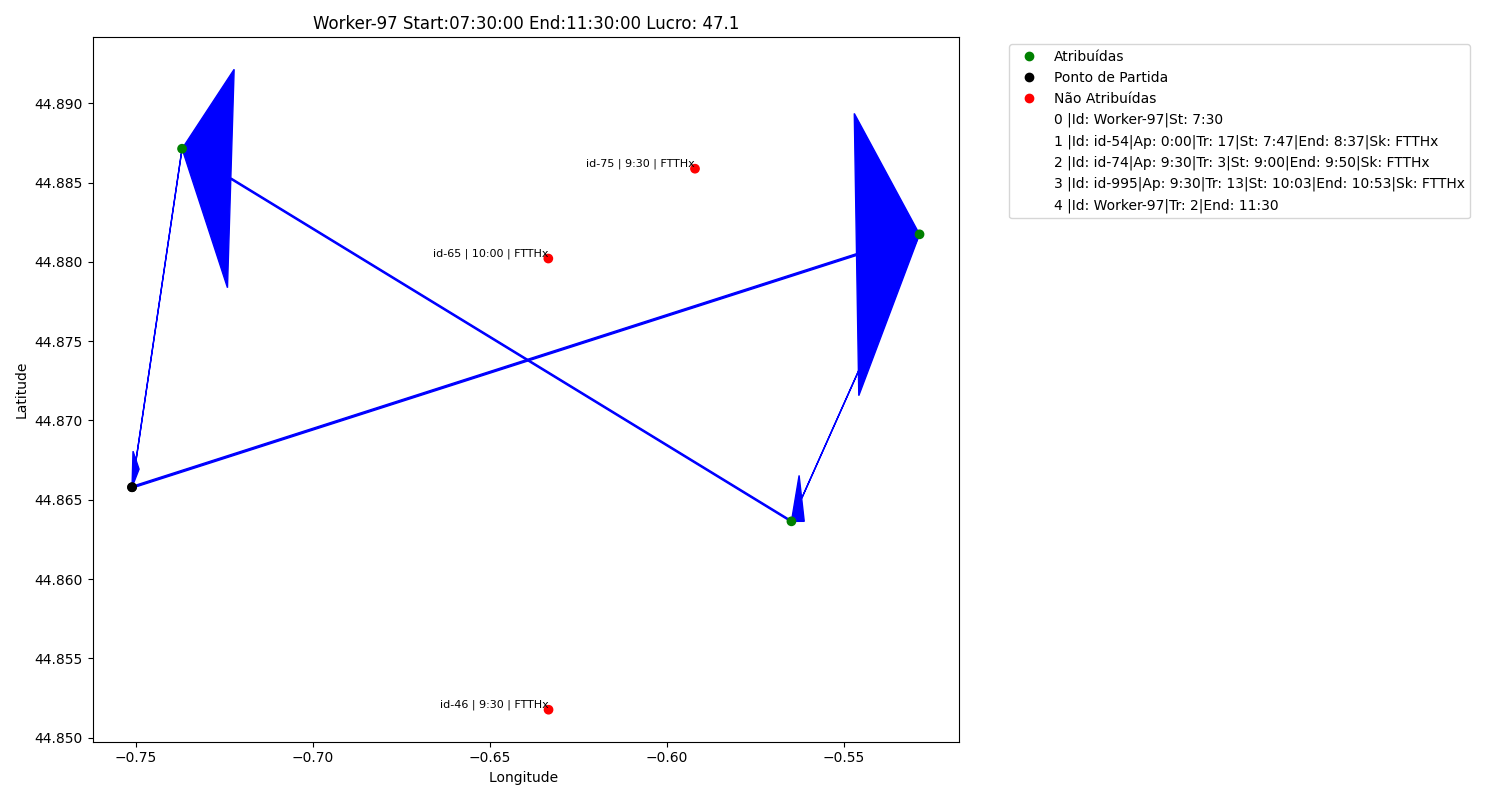 Worker-97 Start:07:30:00 End:11:30:00 Lucro: 47.1
Atribuídas
Ponto de Partida
Não Atribuídas
0 |Id: Worker-97|St: 7:30
1 |Id: id-54|Ap: 0:00|Tr: 17|St: 7:47|End: 8:37|Sk: FTTHx
2 |Id: id-74|Ap: 9:30|Tr: 3|St: 9:00|End: 9:50|Sk: FTTHx
3 |Id: id-995|Ap: 9:30|Tr: 13|St: 10:03|End: 10:53|Sk: FTTHx
4 |Id: Worker-97|Tr: 2|End: 11:30
id-75 | 9:30 | FTTHx
id-65 | 10:00 | FTTHx
id-46 | 9:30 | FTTHx
Latitude
44.890
44.885
44.880
44.875
44.870
44.865
44.860
44.855
44.850
−0.75 −0.70 −0.65 −0.60 −0.55
Longitude